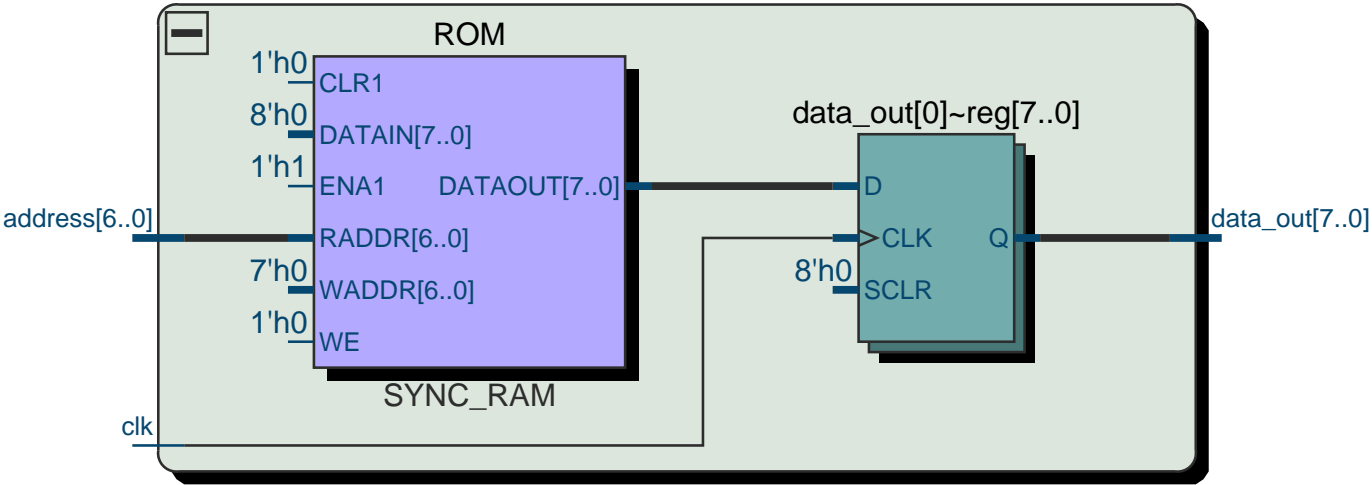 ROM
1'h0
CLR1
8'h0
DATAIN[7..0]
1'h1
ENA1
DATAOUT[7..0]
address[6..0]
RADDR[6..0]
7'h0
WADDR[6..0]
1'h0
WE
SYNC_RAM
clk
data_out[0]~reg[7..0]
D
CLK
Q
8'h0
SCLR
data_out[7..0]